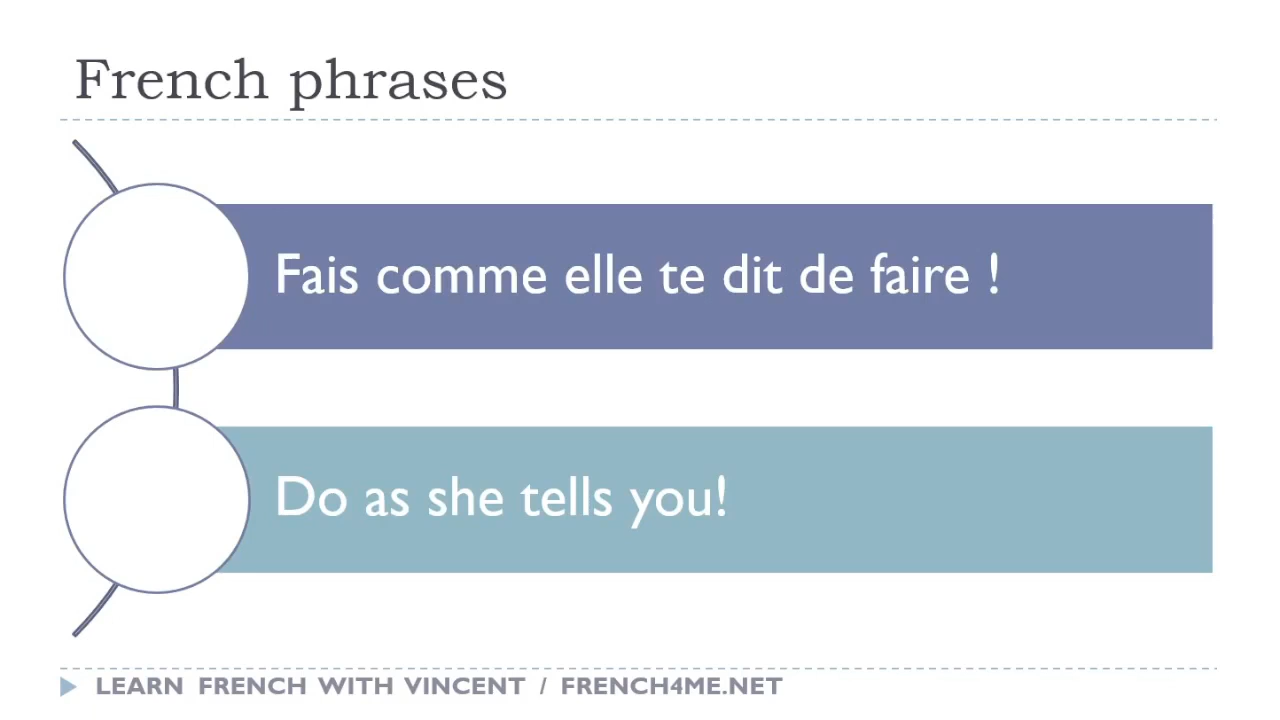 French phrases
Fais comme elle te dit de faire !
Do as she tells you!
LEARN FRENCH WITH VINCENT / FRENCH4ME.NET